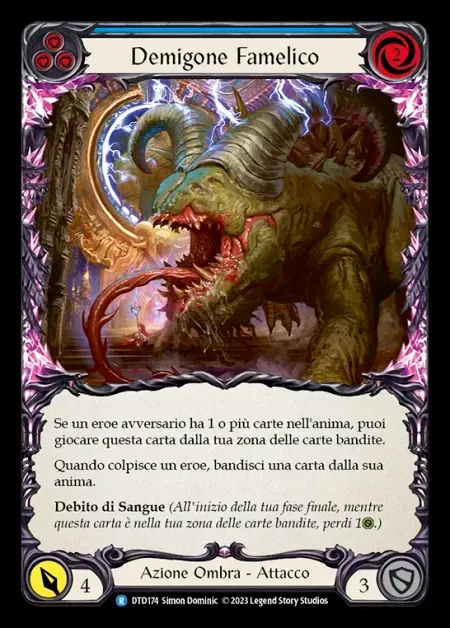 Demigone Famelico
2
Se un eroe avversario ha 1 o più carte nell'anima, puoi
giocare questa carta dalla tua zona delle carte bandite.
Quando colpisce un eroe, bandisci una carta dalla sua
anima.
Debito di Sangue (All'inizio della tua fase finale, mentre
questa carta è nella tua zona delle carte bandite, perdi 1.)
4
Azione Ombra - Attacco
3
R DTD174 Simon Dominic © 2023 Legend Story Studios